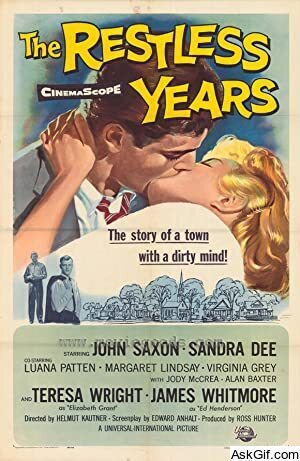 The RESTLESS
CINEMASCOPE YEARS
The story of a town
with a dirty mind!
STARRING JOHN SAXON · SANDRA DEE
CO-STARRING
LUANA PATTEN · MARGARET LINDSAY · VIRGINIA GREY
WITH JODY McCREA · ALAN BAXTER
AND TERESA WRIGHT · JAMES WHITMORE
as "Elizabeth Grant" as "Ed Henderson"
Directed by HELMUT KAUTNER · Screenplay by EDWARD ANHALT · Produced by ROSS HUNTER
A UNIVERSAL-INTERNATIONAL PICTURE
AskGif.com